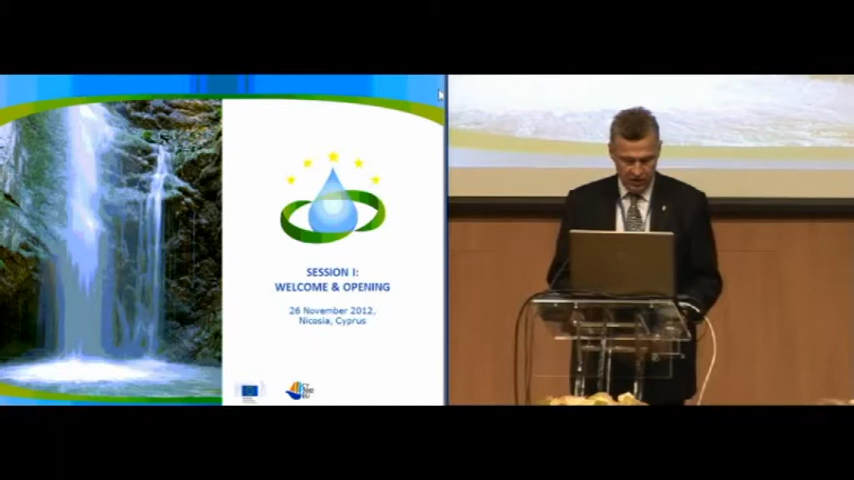 SESSION I:
WELCOME & OPENING
26 November 2012,
Nicosia, Cyprus